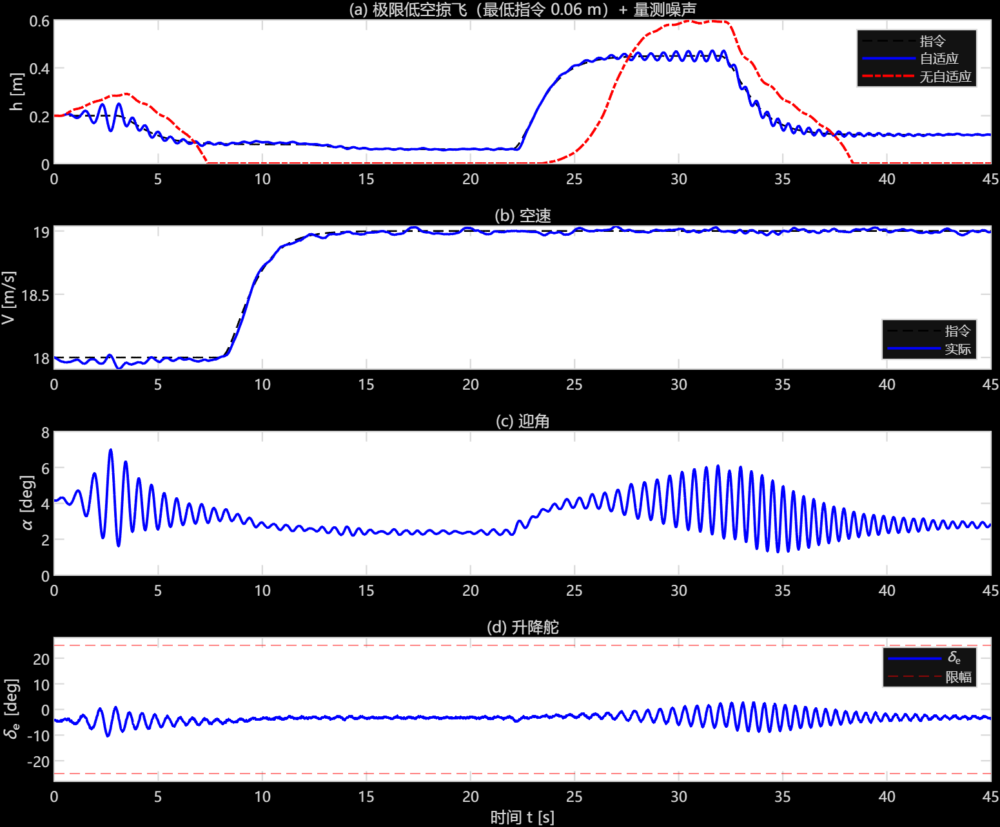 (a) 极限低空掠飞（最低指令 0.06 m）+ 量测噪声
h [m]
0.6
0.4
0.2
0
指令
自适应
无自适应
0 5 10 15 20 25 30 35 40 45
(b) 空速
V [m/s]
19
18.5
18
指令
实际
0 5 10 15 20 25 30 35 40 45
(c) 迎角
α [deg]
8
6
4
2
0
0 5 10 15 20 25 30 35 40 45
(d) 升降舵
δe [deg]
20
10
0
-10
-20
δe
限幅
0 5 10 15 20 25 30 35 40 45
时间 t [s]